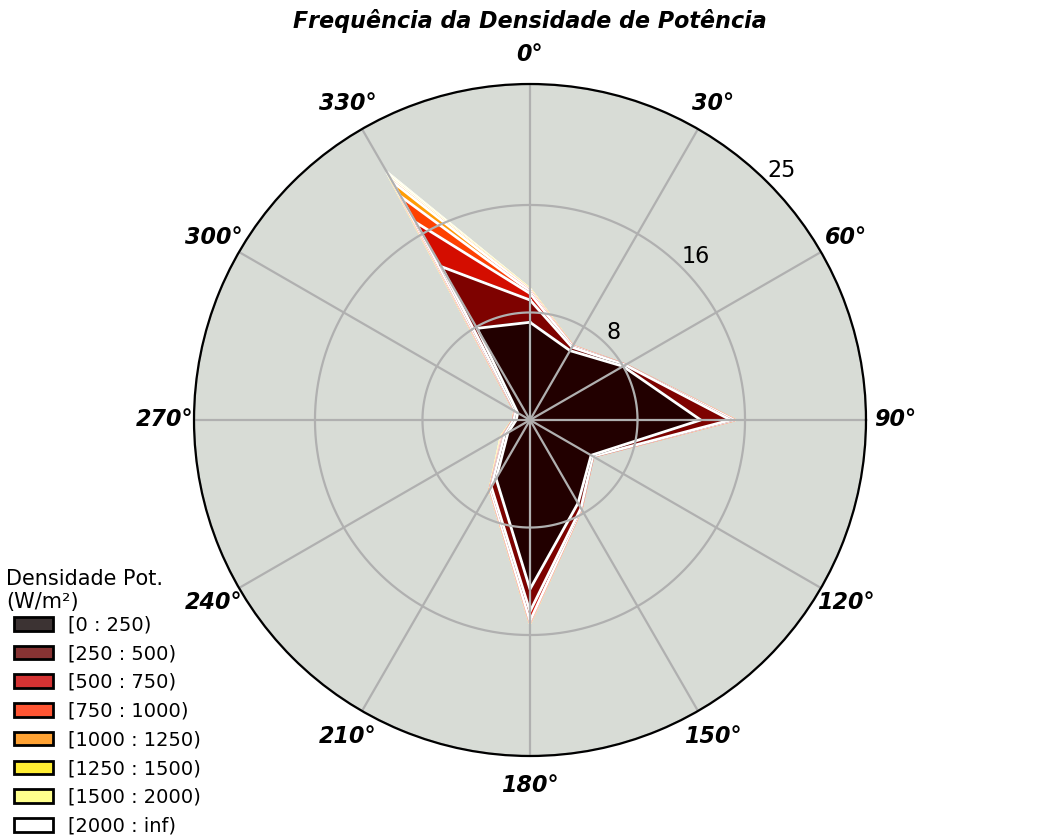 Frequência da Densidade de Potência
0°
330°
30°
25
300°
60°
16
8
270°
90°
Densidade Pot.
(W/m²)
240°
120°
[0 : 250)
[250 : 500)
[500 : 750)
[750 : 1000)
210°
150°
[1000 : 1250)
[1250 : 1500)
180°
[1500 : 2000)
[2000 : inf)